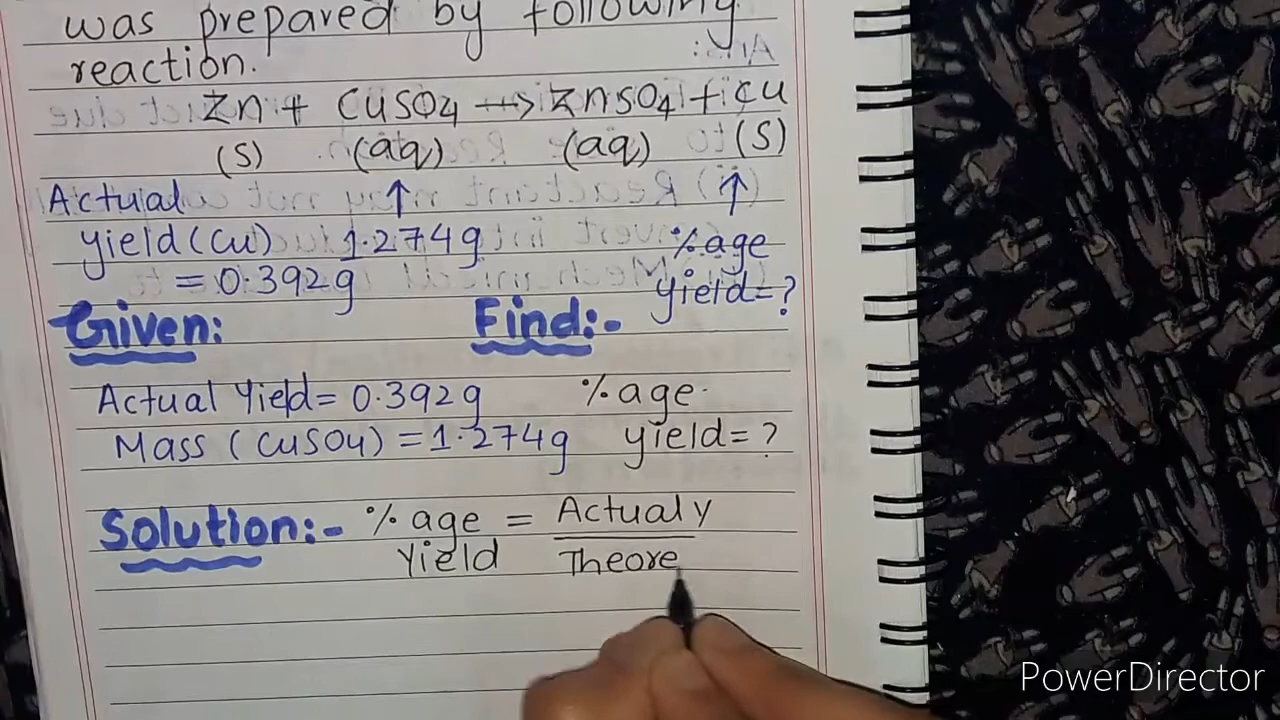 was prepared by following
reaction.
Zn + CuSO4 → ZnSO4 + Cu
(S) (aq) (aq) (S)
Actual ↑ ↑
yield (Cu) 1.274g %age
= 0.392g yield = ?
Given: Find:-
Actual Yield = 0.392g %age
Mass (CuSO4) = 1.274g yield = ?
Solution:- %age = Actual y
Yield Theore
PowerDirector